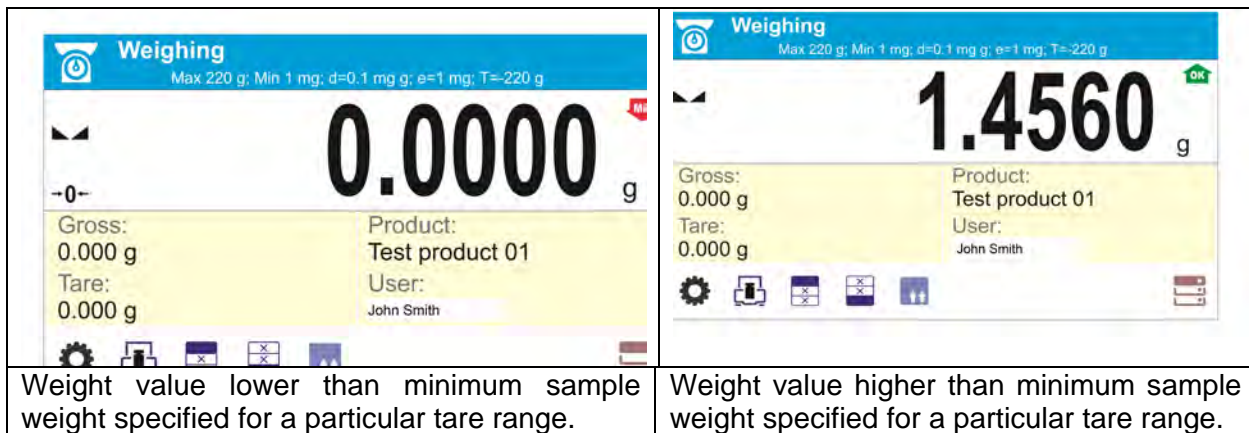 Weighing
Max 220 g; Min 1 mg; d=0.1 mg g; e=1 mg; T=-220 g
0.0000 g
→0←
Gross:
0.000 g
Product:
Test product 01
Tare:
0.000 g
User:
John Smith
Weight value lower than minimum sample
weight specified for a particular tare range.
Weighing
Max 220 g; Min 1 mg; d=0.1 mg g; e=1 mg; T=-220 g
OK
1.4560 g
Gross:
0.000 g
Product:
Test product 01
Tare:
0.000 g
User:
John Smith
Weight value higher than minimum sample
weight specified for a particular tare range.